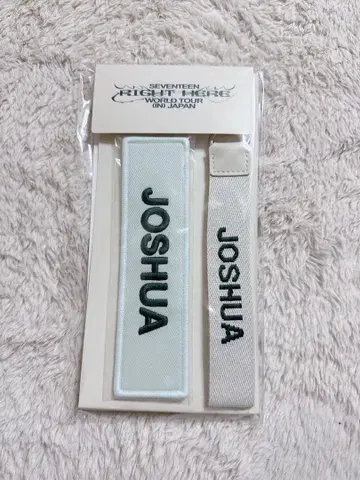 SEVENTEEN
RIGHT HERE
WORLD TOUR
(IN) JAPAN
JOSHUA
JOSHUA